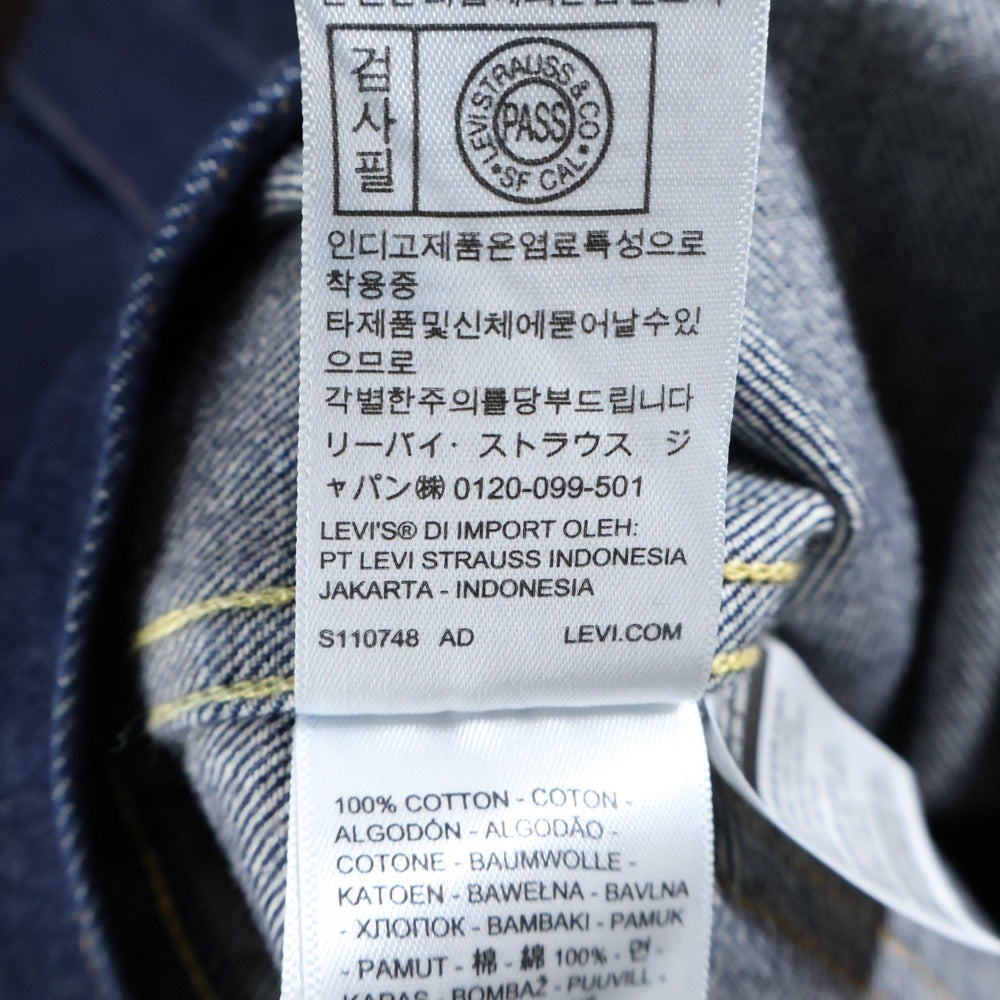 검사필
LEVI STRAUSS & CO
PASS
SF CAL
인디고제품은염료특성으로
착용중
타제품및신체에묻어날수있
으므로
각별한주의를당부드립니다
リーバイ・ストラウス ジ
ャパン㈱ 0120-099-501
LEVI'S® DI IMPORT OLEH:
PT LEVI STRAUSS INDONESIA
JAKARTA - INDONESIA
S110748 AD LEVI.COM
100% COTTON - COTON -
ALGODÓN - ALGODÃO -
COTONE - BAUMWOLLE -
KATOEN - BAWEŁNA - BAVLNA
- ХЛОПОК - BAMBAKI - PAMUK
- PAMUT - 棉 - 綿 100% - 면 -
KAPAS - BOMBAŽ - PUUVILL -